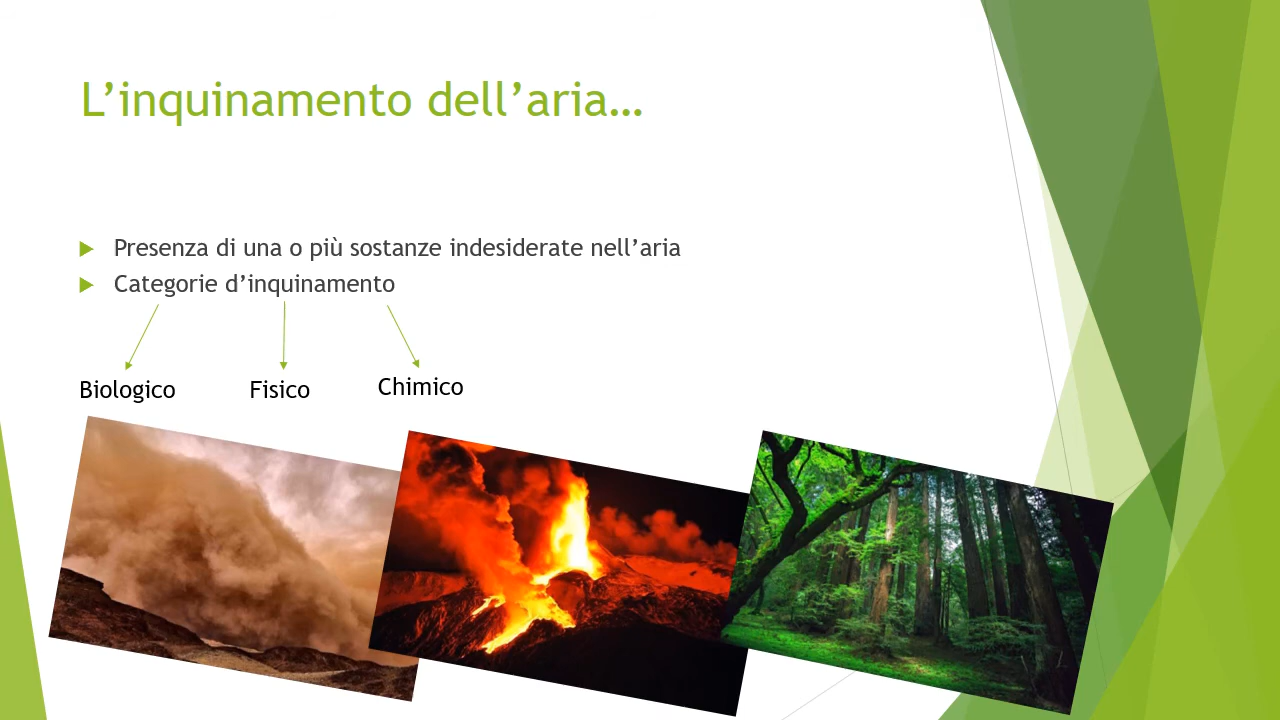 L’inquinamento dell’aria…
Presenza di una o più sostanze indesiderate nell’aria
Categorie d’inquinamento
Biologico
Fisico
Chimico